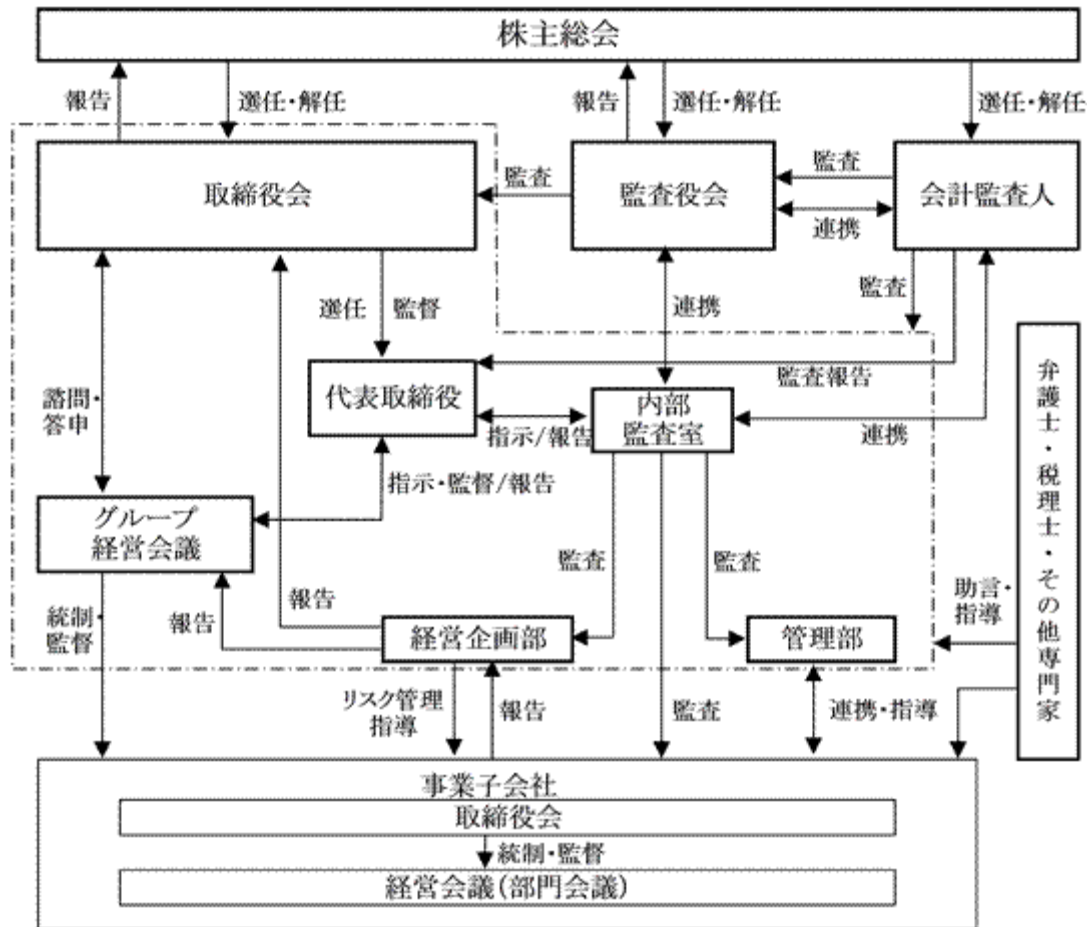 株主総会
報告
選任・解任
報告
選任・解任
選任・解任
取締役会
監査
監査役会
監査
連携
会計監査人
選任
監督
連携
監査
代表取締役
監査報告
諮問・
答申
指示/報告
内部
監査室
連携
指示・監督/報告
グループ
経営会議
監査
監査
統制・
監督
報告
報告
経営企画部
管理部
助言・
指導
弁護士・税理士・その他専門家
リスク管理
指導
報告
監査
連携・指導
事業子会社
取締役会
統制・監督
経営会議(部門会議)